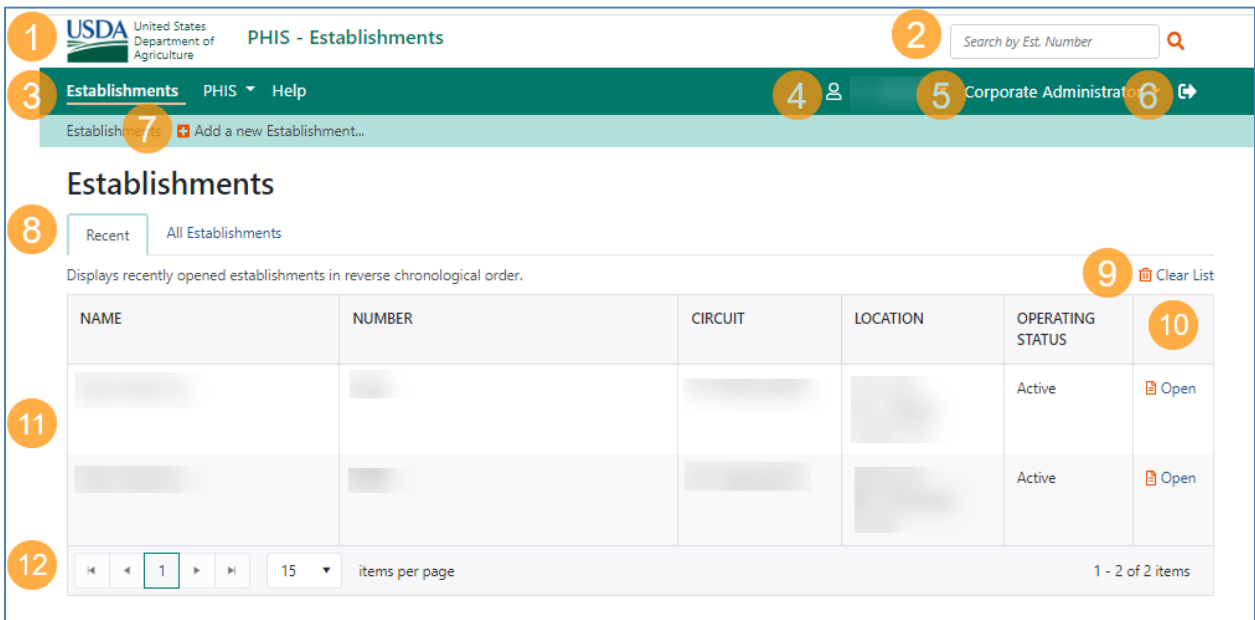 1
USDA
United States
Department of
Agriculture
PHIS - Establishments
2
Search by Est. Number
3
Establishments PHIS Help
4
5
Corporate Administrator
6
Establishments
7
Add a new Establishment...
Establishments
8
Recent All Establishments
Displays recently opened establishments in reverse chronological order.
9
Clear List
NAME NUMBER CIRCUIT LOCATION OPERATING
STATUS
10
Active Open
11
Active Open
12
1 15 items per page 1 - 2 of 2 items